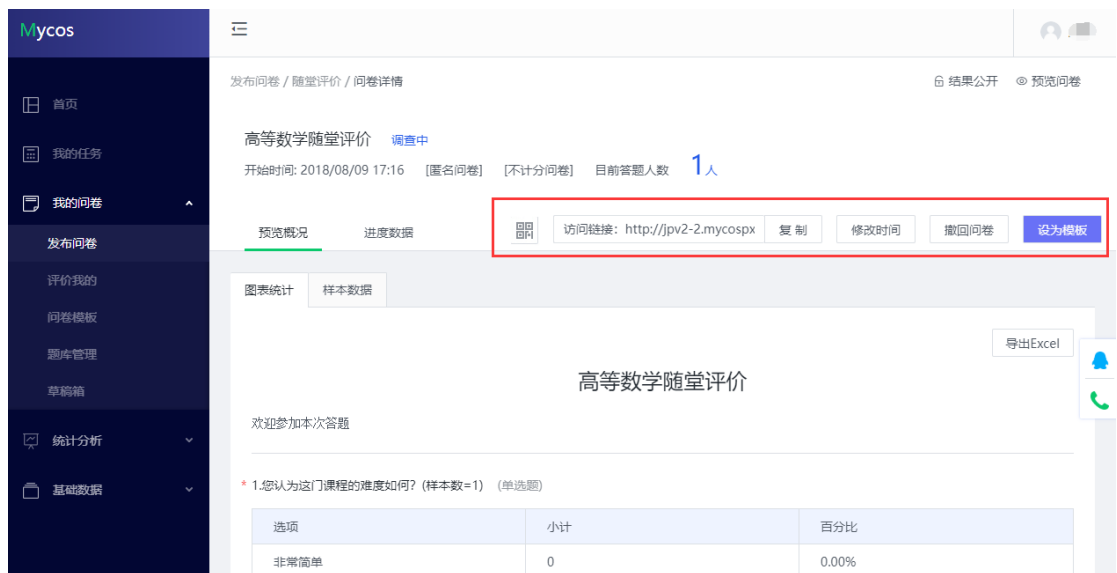 Mycos
发布问卷 / 随堂评价 / 问卷详情
结果公开 预览问卷
首页
我的任务
我的问卷
发布问卷
评价我的
问卷模板
题库管理
草稿箱
统计分析
基础数据
高等数学随堂评价 调查中
开始时间: 2018/08/09 17:16 [匿名问卷] [不计分问卷] 目前答题人数 1人
预览概况 进度数据
访问链接: http://jpv2-2.mycospx 复制 修改时间 撤回问卷 设为模板
图表统计 样本数据
导出Excel
高等数学随堂评价
欢迎参加本次答题
* 1.您认为这门课程的难度如何? (样本数=1) (单选题)
选项 小计 百分比
非常简单 0 0.00%